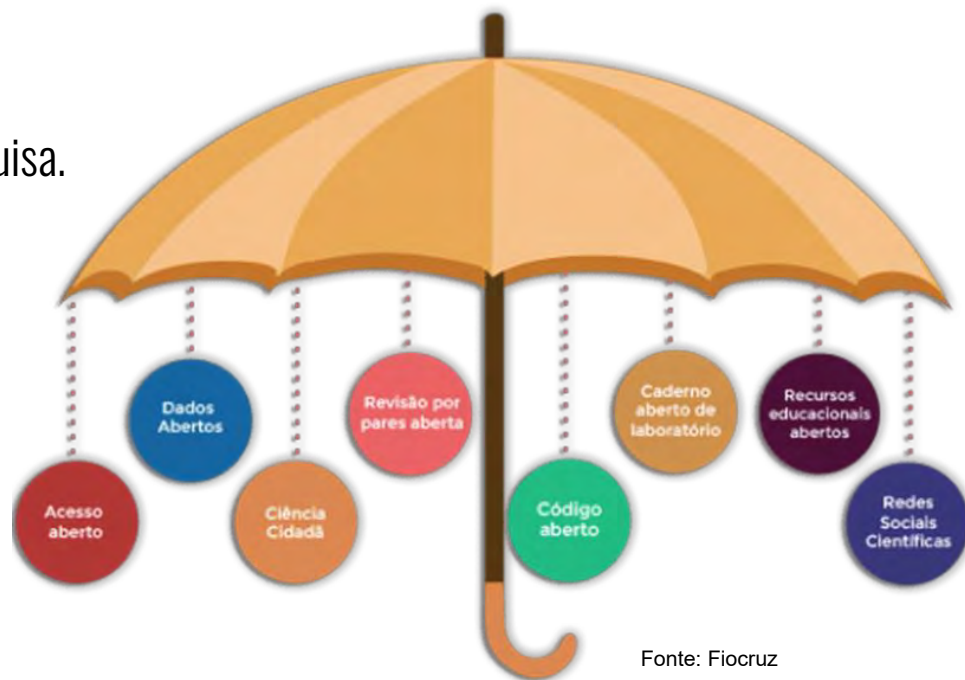 uisa.
Acesso
aberto
Dados
Abertos
Ciência
Cidadã
Revisão por
pares aberta
Código
aberto
Caderno
aberto de
laboratório
Recursos
educacionais
abertos
Redes
Sociais
Científicas
Fonte: Fiocruz